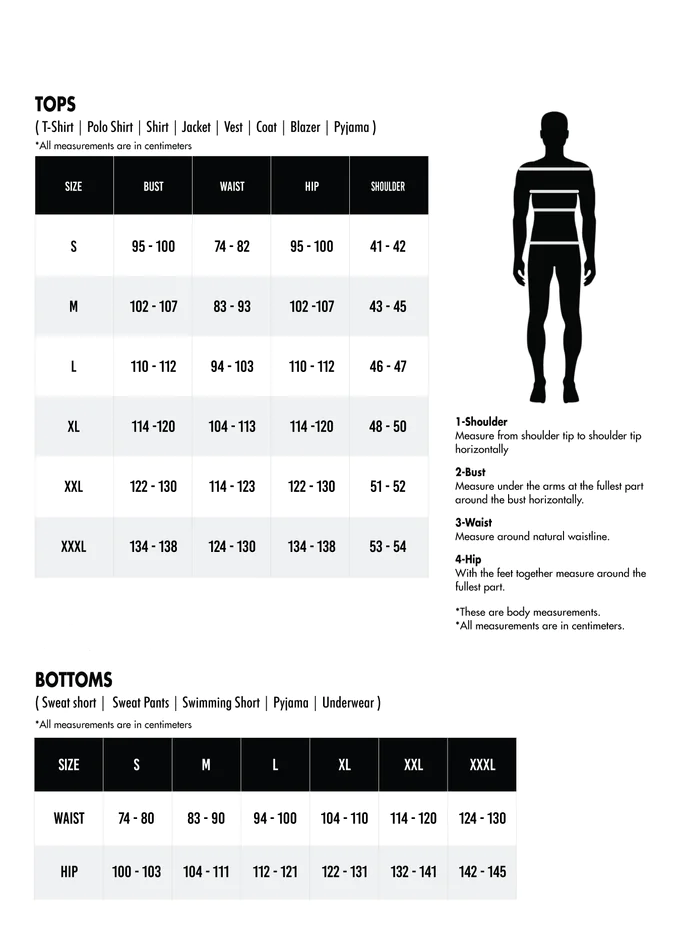 TOPS
( T-Shirt | Polo Shirt | Shirt | Jacket | Vest | Coat | Blazer | Pyjama )
*All measurements are in centimeters
SIZE BUST WAIST HIP SHOULDER
S 95 - 100 74 - 82 95 - 100 41 - 42
M 102 - 107 83 - 93 102 -107 43 - 45
L 110 - 112 94 - 103 110 - 112 46 - 47
XL 114 -120 104 - 113 114 -120 48 - 50
XXL 122 - 130 114 - 123 122 - 130 51 - 52
XXXL 134 - 138 124 - 130 134 - 138 53 - 54
1-Shoulder
Measure from shoulder tip to shoulder tip
horizontally
2-Bust
Measure under the arms at the fullest part
around the bust horizontally.
3-Waist
Measure around natural waistline.
4-Hip
With the feet together measure around the
fullest part.
*These are body measurements.
*All measurements are in centimeters.
BOTTOMS
( Sweat short | Sweat Pants | Swimming Short | Pyjama | Underwear )
*All measurements are in centimeters
SIZE S M L XL XXL XXXL
WAIST 74 - 80 83 - 90 94 - 100 104 - 110 114 - 120 124 - 130
HIP 100 - 103 104 - 111 112 - 121 122 - 131 132 - 141 142 - 145